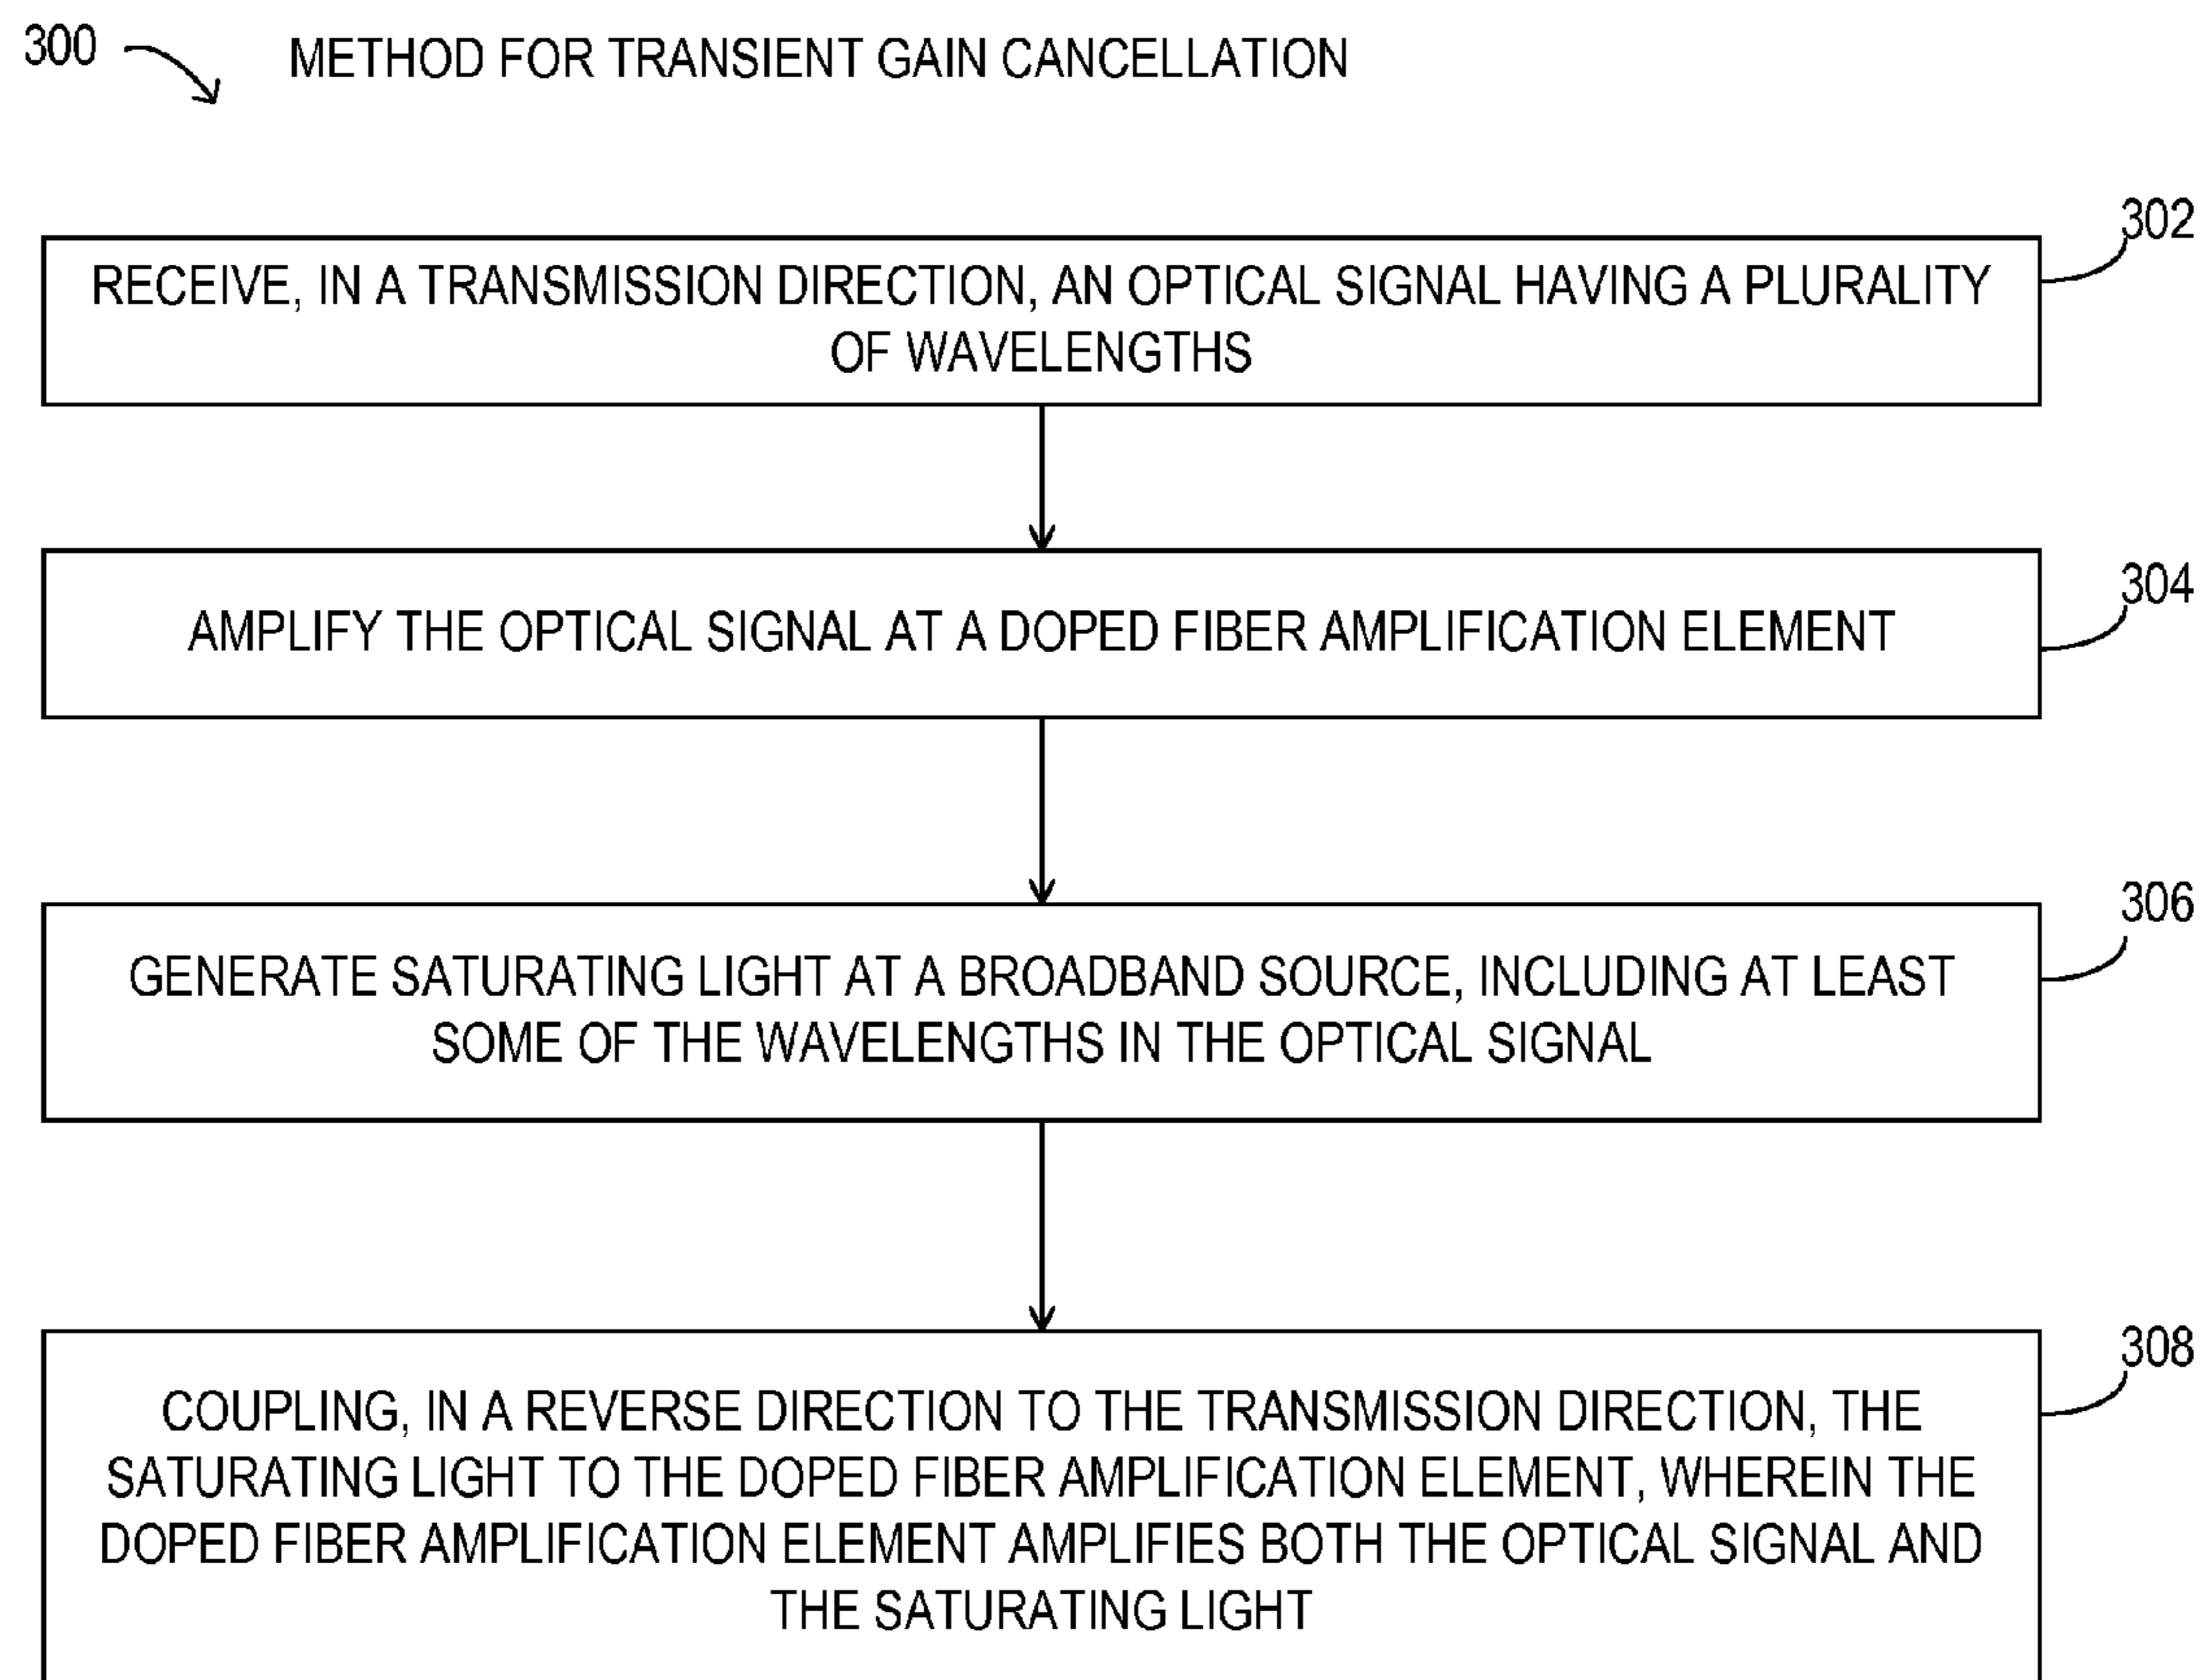 300
METHOD FOR TRANSIENT GAIN CANCELLATION
302
RECEIVE, IN A TRANSMISSION DIRECTION, AN OPTICAL SIGNAL HAVING A PLURALITY
OF WAVELENGTHS
304
AMPLIFY THE OPTICAL SIGNAL AT A DOPED FIBER AMPLIFICATION ELEMENT
306
GENERATE SATURATING LIGHT AT A BROADBAND SOURCE, INCLUDING AT LEAST
SOME OF THE WAVELENGTHS IN THE OPTICAL SIGNAL
308
COUPLING, IN A REVERSE DIRECTION TO THE TRANSMISSION DIRECTION, THE
SATURATING LIGHT TO THE DOPED FIBER AMPLIFICATION ELEMENT, WHEREIN THE
DOPED FIBER AMPLIFICATION ELEMENT AMPLIFIES BOTH THE OPTICAL SIGNAL AND
THE SATURATING LIGHT